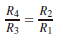 R₄/R₃ = R₂/R₁